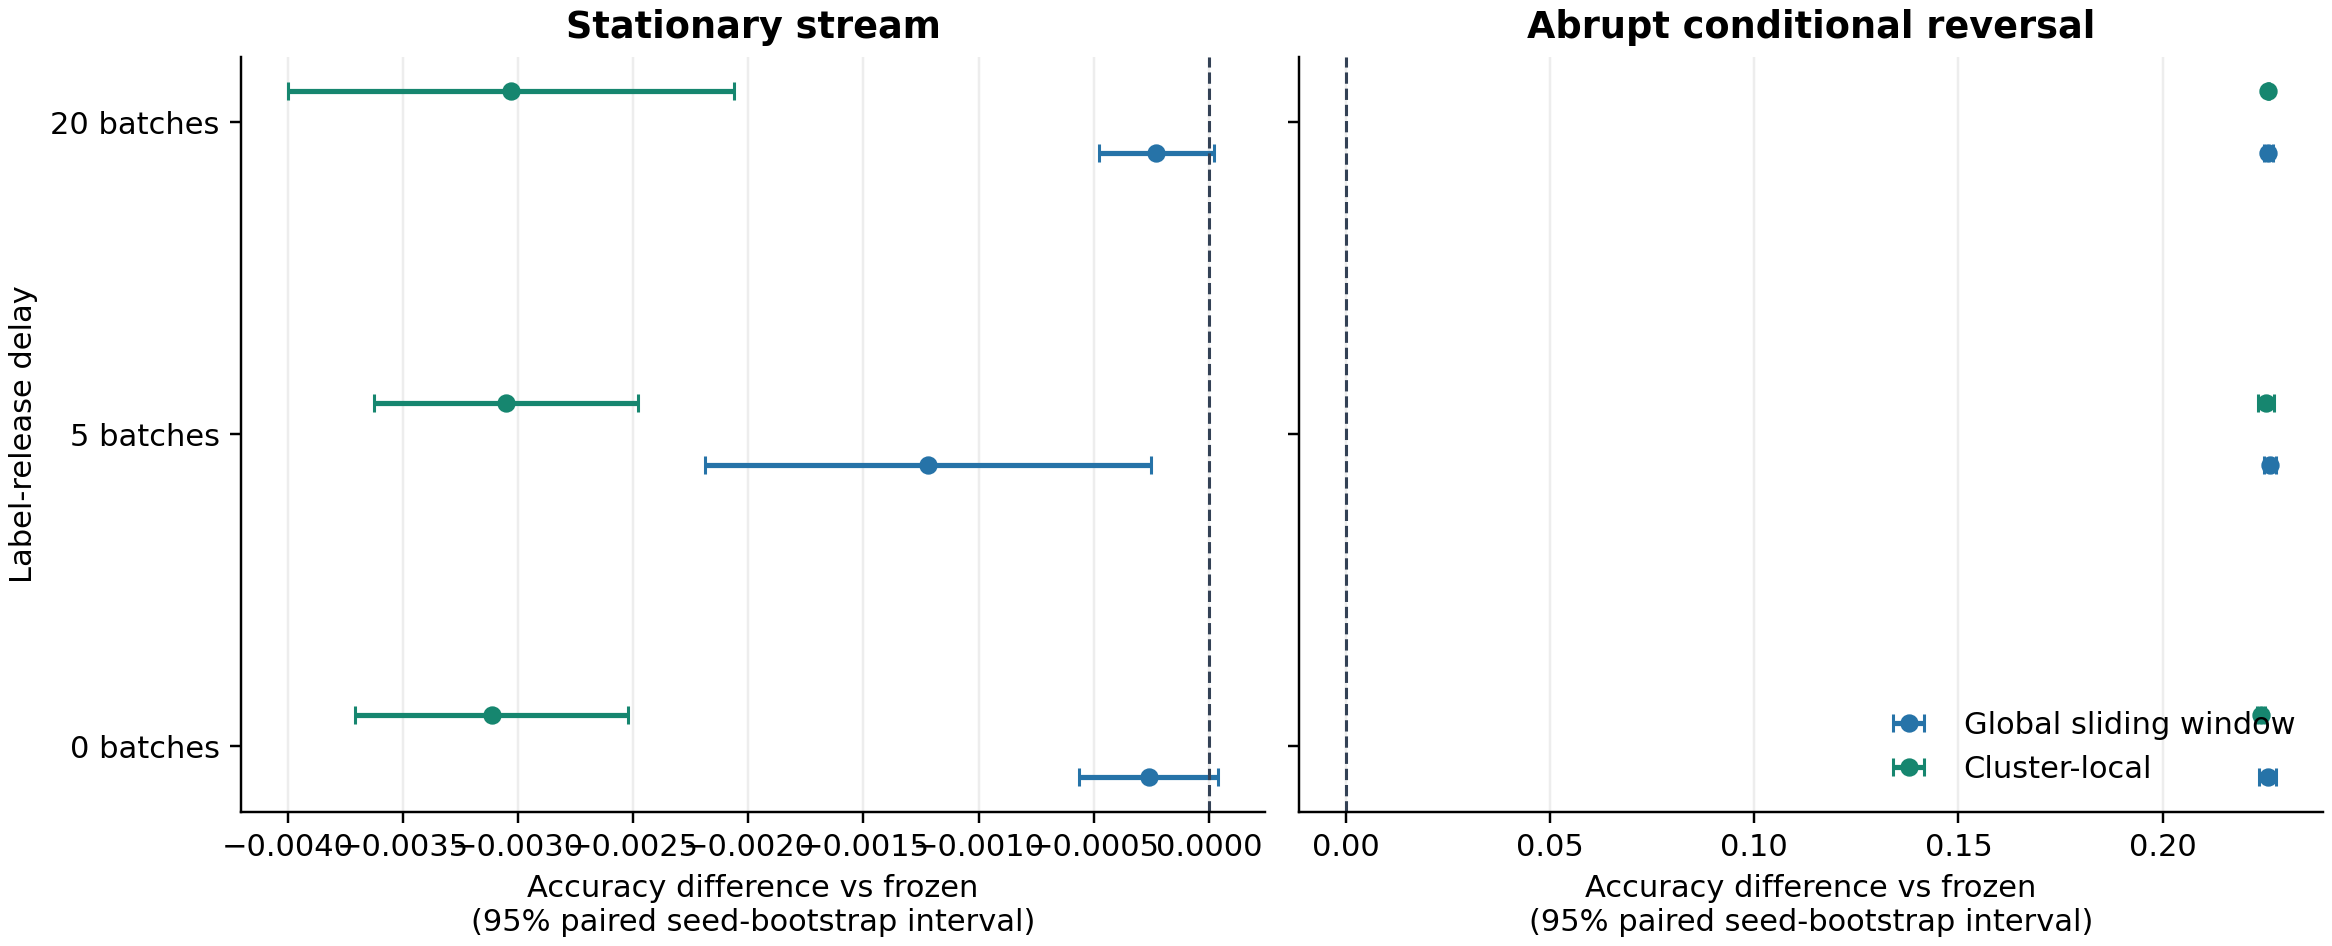 Stationary stream
Abrupt conditional reversal
Label-release delay
20 batches
5 batches
0 batches
−0.0040 −0.0035 −0.0030 −0.0025 −0.0020 −0.0015 −0.0010 −0.0005 0.0000
Accuracy difference vs frozen
(95% paired seed-bootstrap interval)
Global sliding window
Cluster-local
0.00 0.05 0.10 0.15 0.20
Accuracy difference vs frozen
(95% paired seed-bootstrap interval)